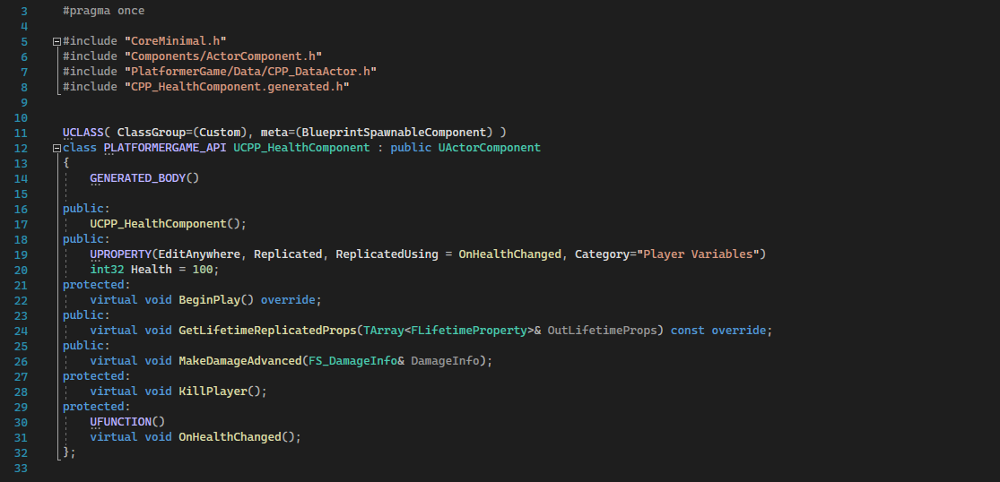 3 #pragma once
4
5 #include "CoreMinimal.h"
6 #include "Components/ActorComponent.h"
7 #include "PlatformerGame/Data/CPP_DataActor.h"
8 #include "CPP_HealthComponent.generated.h"
9
10
11 UCLASS( ClassGroup=(Custom), meta=(BlueprintSpawnableComponent) )
12 class PLATFORMERGAME_API UCPP_HealthComponent : public UActorComponent
13 {
14     GENERATED_BODY()
15
16 public:
17     UCPP_HealthComponent();
18 public:
19     UPROPERTY(EditAnywhere, Replicated, ReplicatedUsing = OnHealthChanged, Category="Player Variables")
20     int32 Health = 100;
21 protected:
22     virtual void BeginPlay() override;
23 public:
24     virtual void GetLifetimeReplicatedProps(TArray<FLifetimeProperty>& OutLifetimeProps) const override;
25 public:
26     virtual void MakeDamageAdvanced(FS_DamageInfo& DamageInfo);
27 protected:
28     virtual void KillPlayer();
29 protected:
30     UFUNCTION()
31     virtual void OnHealthChanged();
32 };
33